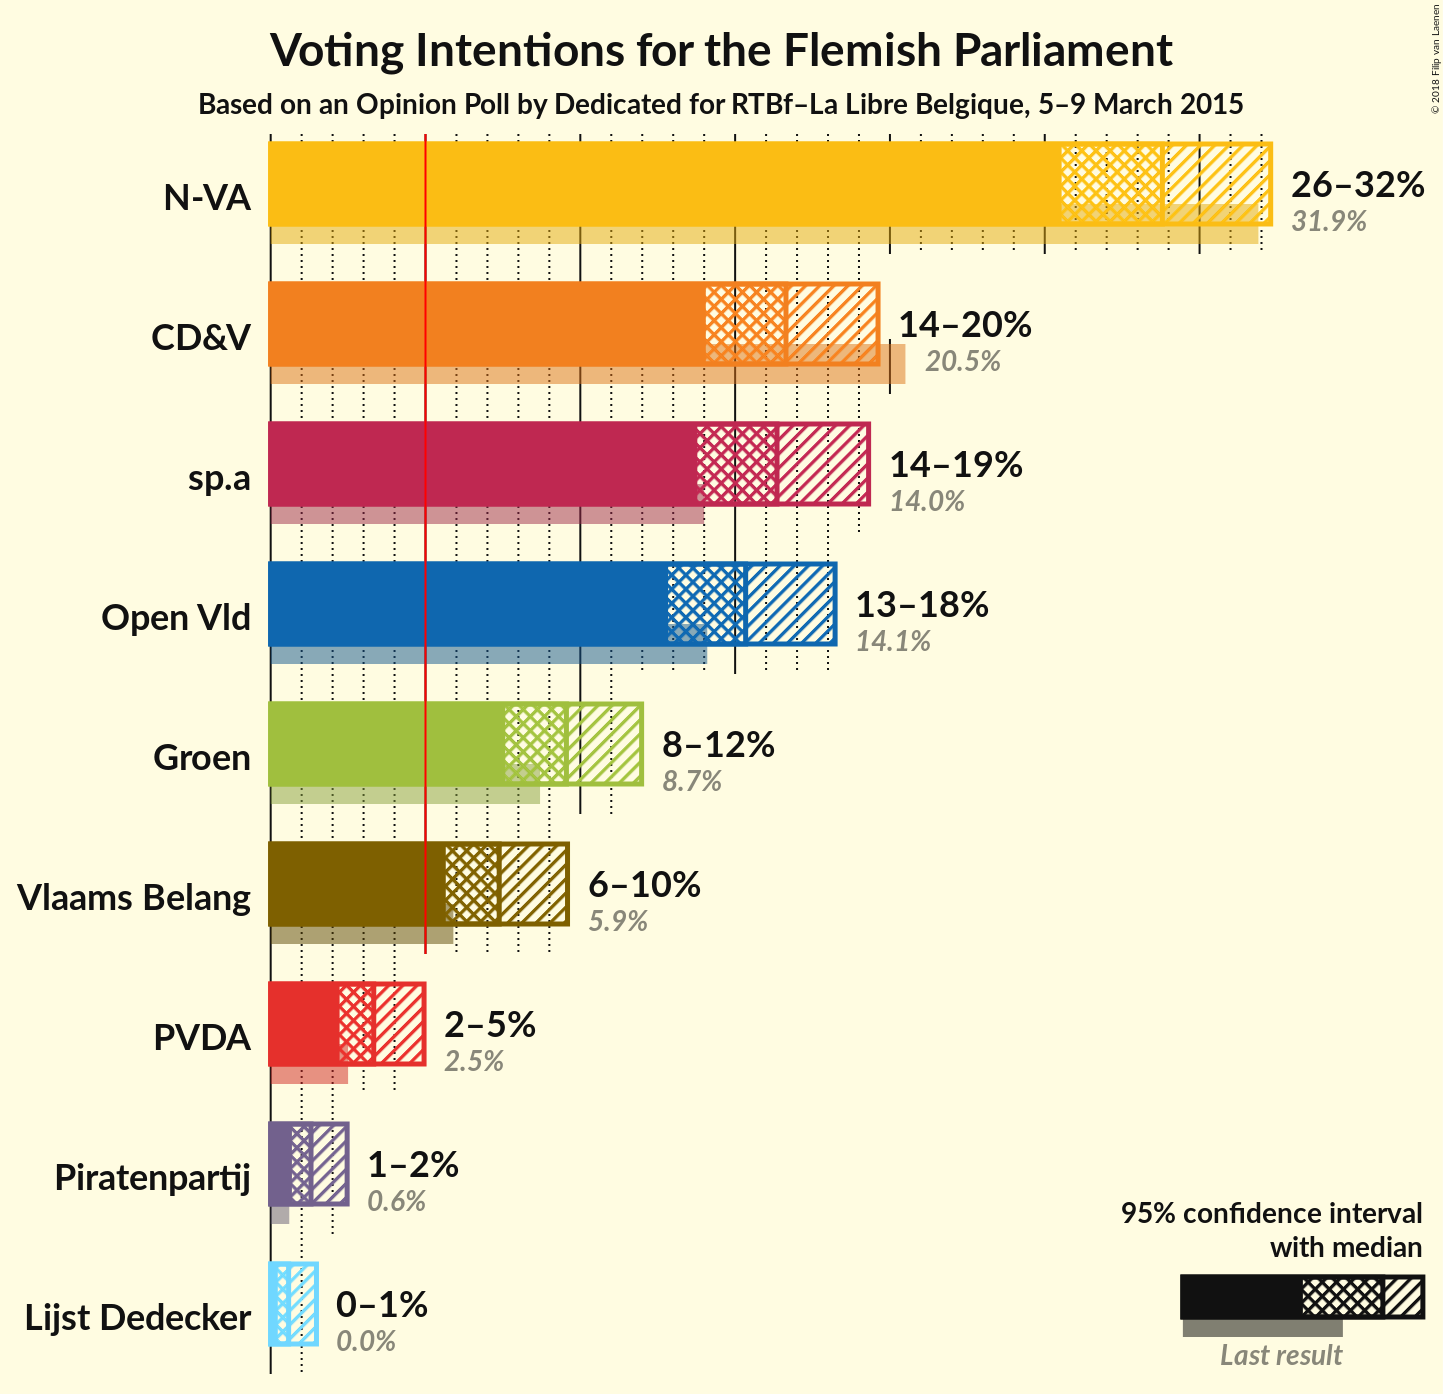 Voting Intentions for the Flemish Parliament
Based on an Opinion Poll by Dedicated for RTBf–La Libre Belgique, 5–9 March 2015
© 2018 Filip van Laenen
N-VA
26–32%
31.9%
CD&V
14–20%
20.5%
sp.a
14–19%
14.0%
Open Vld
13–18%
14.1%
Groen
8–12%
8.7%
Vlaams Belang
6–10%
5.9%
PVDA
2–5%
2.5%
Piratenpartij
1–2%
0.6%
Lijst Dedecker
0–1%
0.0%
95% confidence interval
with median
Last result